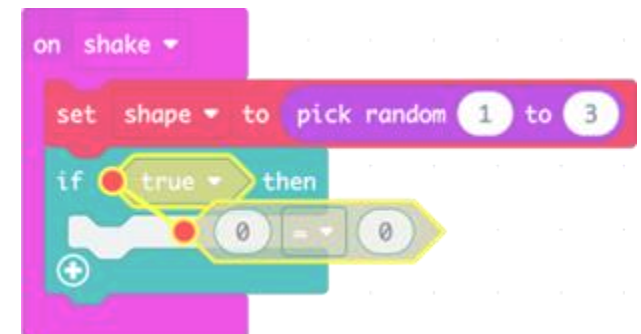 on shake
set shape to pick random 1 to 3
if true then
0 = 0